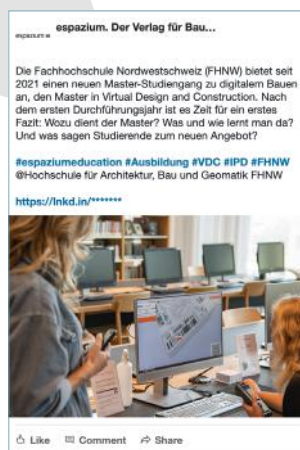 espazium. Der Verlag für Bau...
espazium
Die Fachhochschule Nordwestschweiz (FHNW) bietet seit
2021 einen neuen Master-Studiengang zu digitalem Bauen
an, den Master in Virtual Design and Construction. Nach
dem ersten Durchführungsjahr ist es Zeit für ein erstes
Fazit: Wozu dient der Master? Was und wie lernt man da?
Und was sagen Studierende zum neuen Angebot?
#espaziumeducation #Ausbildung #VDC #IPD #FHNW
@Hochschule für Architektur, Bau und Geomatik FHNW
https://lnkd.in/*******
Like Comment Share